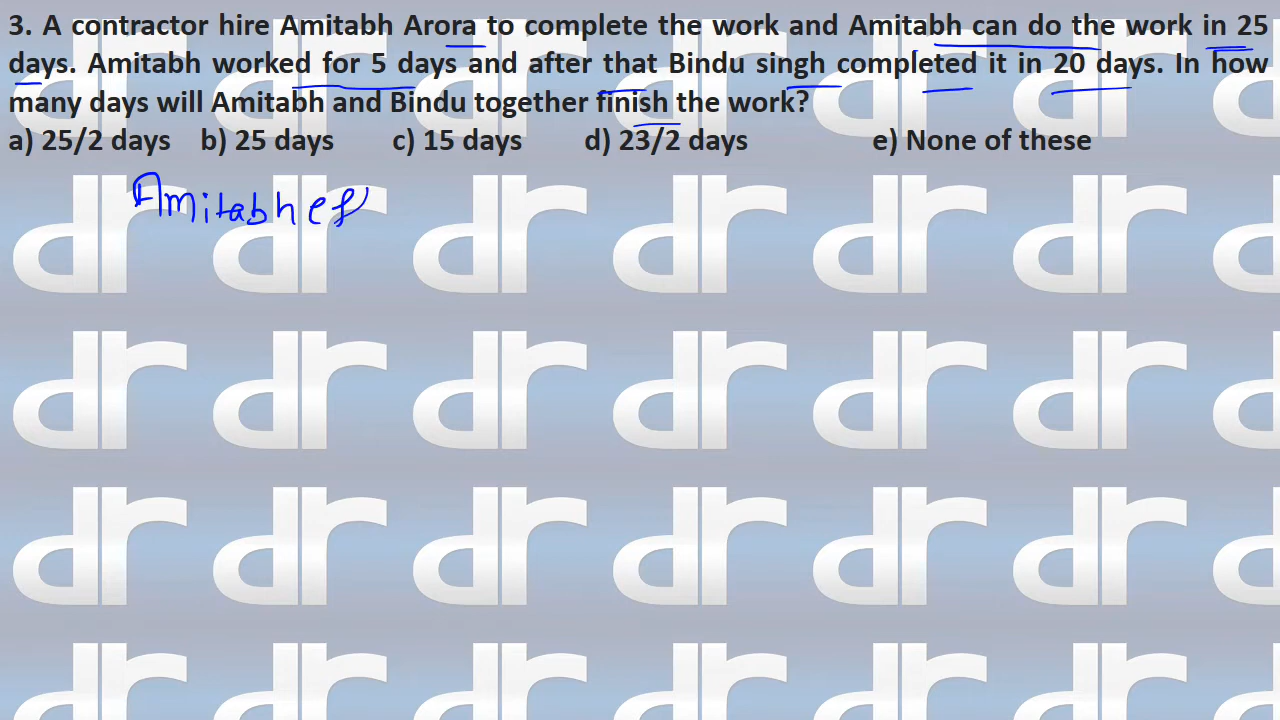 3. A contractor hire Amitabh Arora to complete the work and Amitabh can do the work in 25
days. Amitabh worked for 5 days and after that Bindu singh completed it in 20 days. In how
many days will Amitabh and Bindu together finish the work?
a) 25/2 days b) 25 days c) 15 days d) 23/2 days e) None of these
Amitabh ef